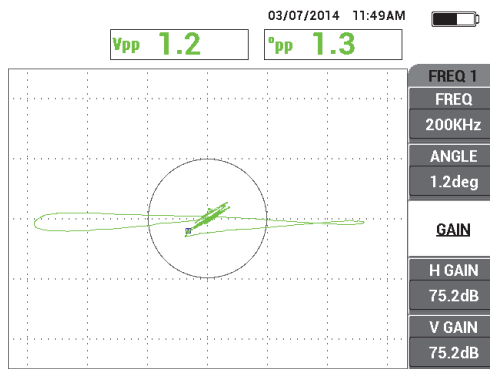 03/07/2014 11:49AM
Vpp 1.2
°pp 1.3
FREQ 1
FREQ
200KHz
ANGLE
1.2deg
GAIN
H GAIN
75.2dB
V GAIN
75.2dB